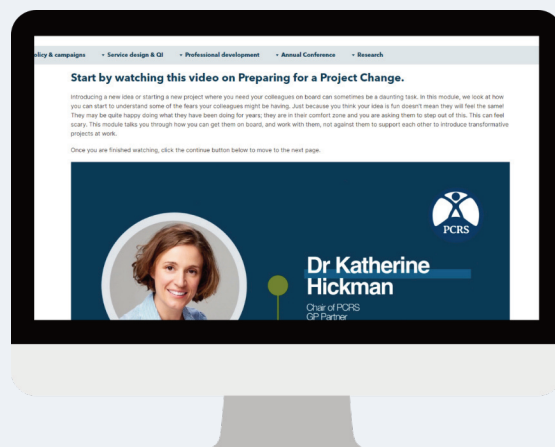 olicy & campaigns Service design & QI Professional development Annual Conference Research
Start by watching this video on Preparing for a Project Change.
Introducing a new idea or starting a new project where you need your colleagues on board can sometimes be a daunting task. In this module, we look at how
you can start to understand some of the fears your colleagues might be having. Just because you think your idea is fun doesn't mean they will feel the same!
They may be quite happy doing what they have been doing for years; they are in their comfort zone and you are asking them to step out of this. This can feel
scary. This module talks you through how you can get them on board, and work with them, not against them to support each other to introduce transformative
projects at work.
Once you are finished watching, click the continue button below to move to the next page.
PCRS
Dr Katherine
Hickman
Chair of PCRS
GP Partner